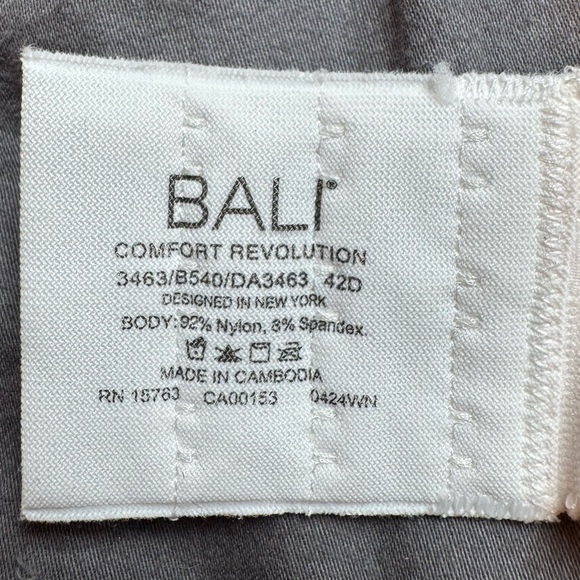 BALI®
COMFORT REVOLUTION
3463/B540/DA3463 42D
DESIGNED IN NEW YORK
BODY: 92% Nylon, 8% Spandex.
MADE IN CAMBODIA
RN 15763 CA00153 0424WN